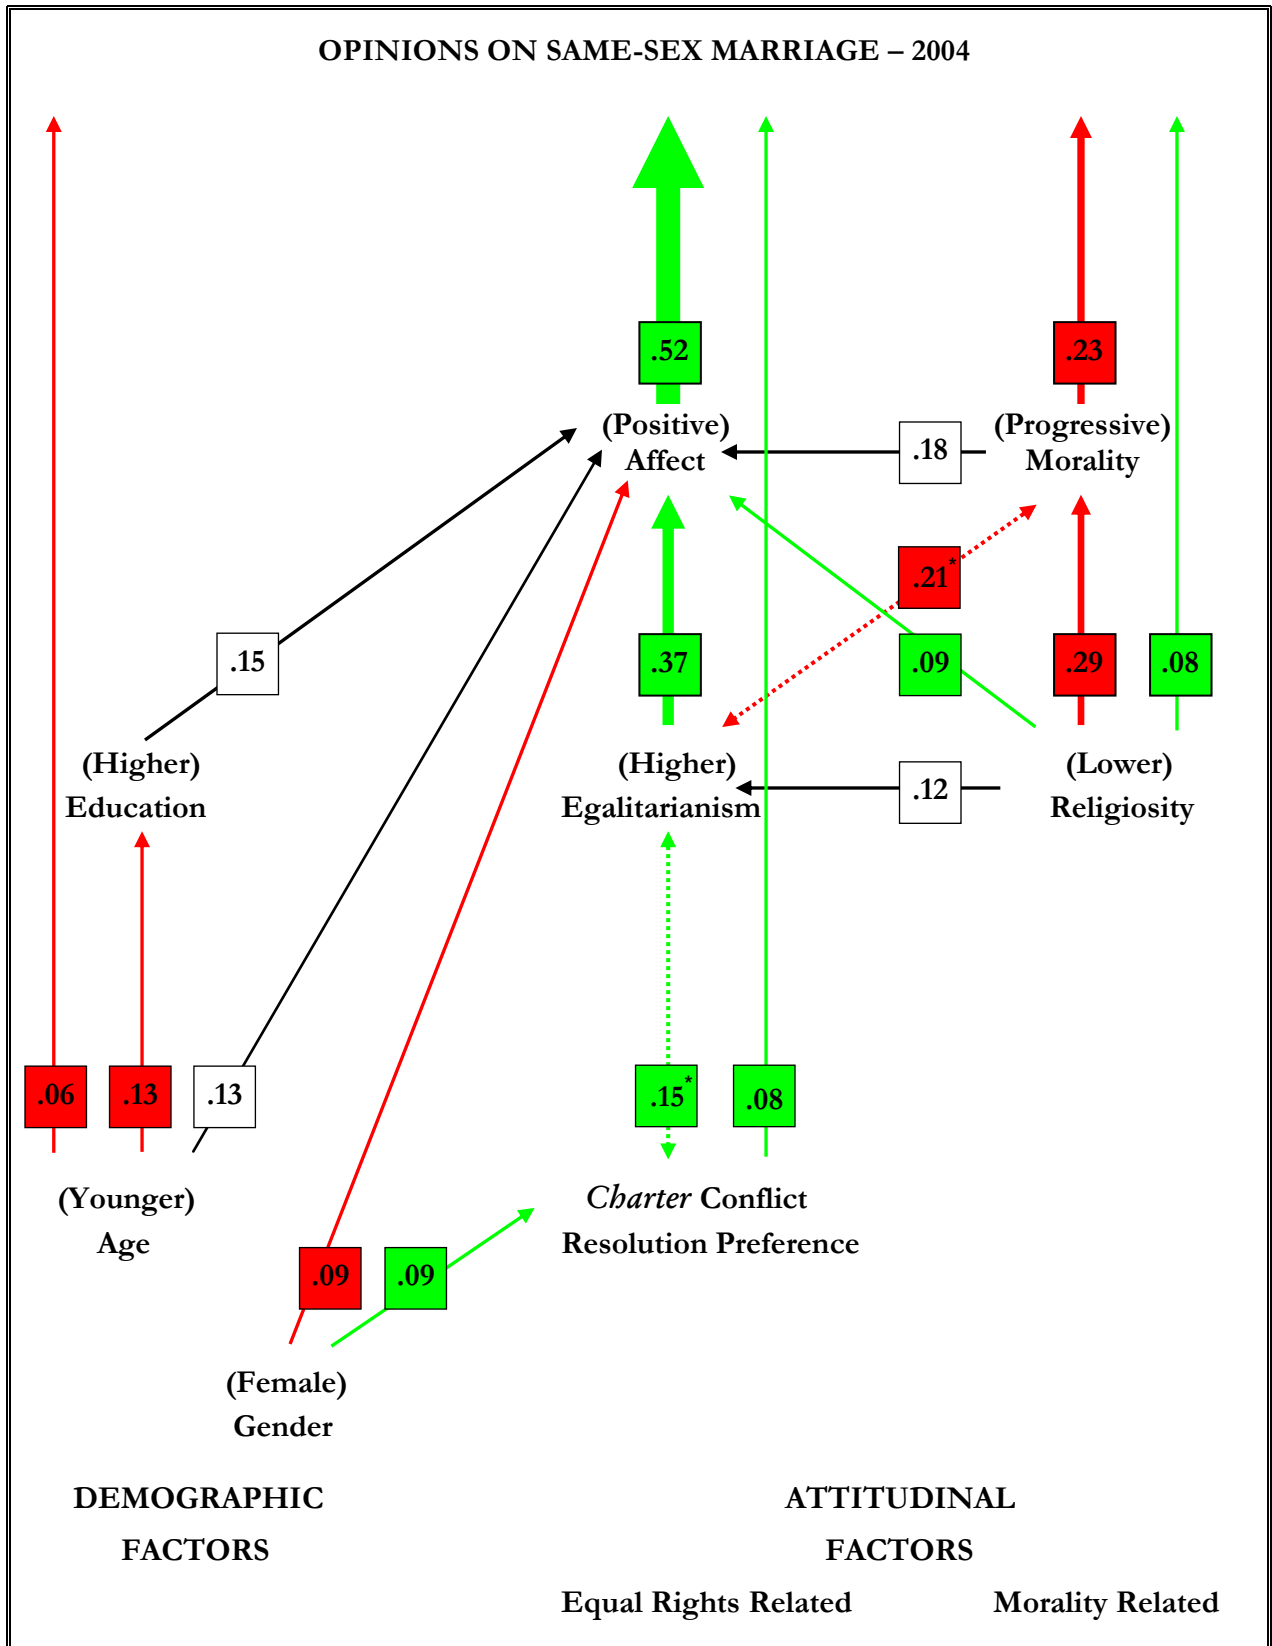 OPINIONS ON SAME-SEX MARRIAGE – 2004
.52
.23
(Positive)
Affect
.18
(Progressive)
Morality
.21*
.15
.37
.09
.29
.08
(Higher)
Education
(Higher)
Egalitarianism
.12
(Lower)
Religiosity
.06
.13
.13
.15*
.08
(Younger)
Age
Charter Conflict
Resolution Preference
.09
.09
(Female)
Gender
DEMOGRAPHIC
FACTORS
ATTITUDINAL
FACTORS
Equal Rights Related
Morality Related